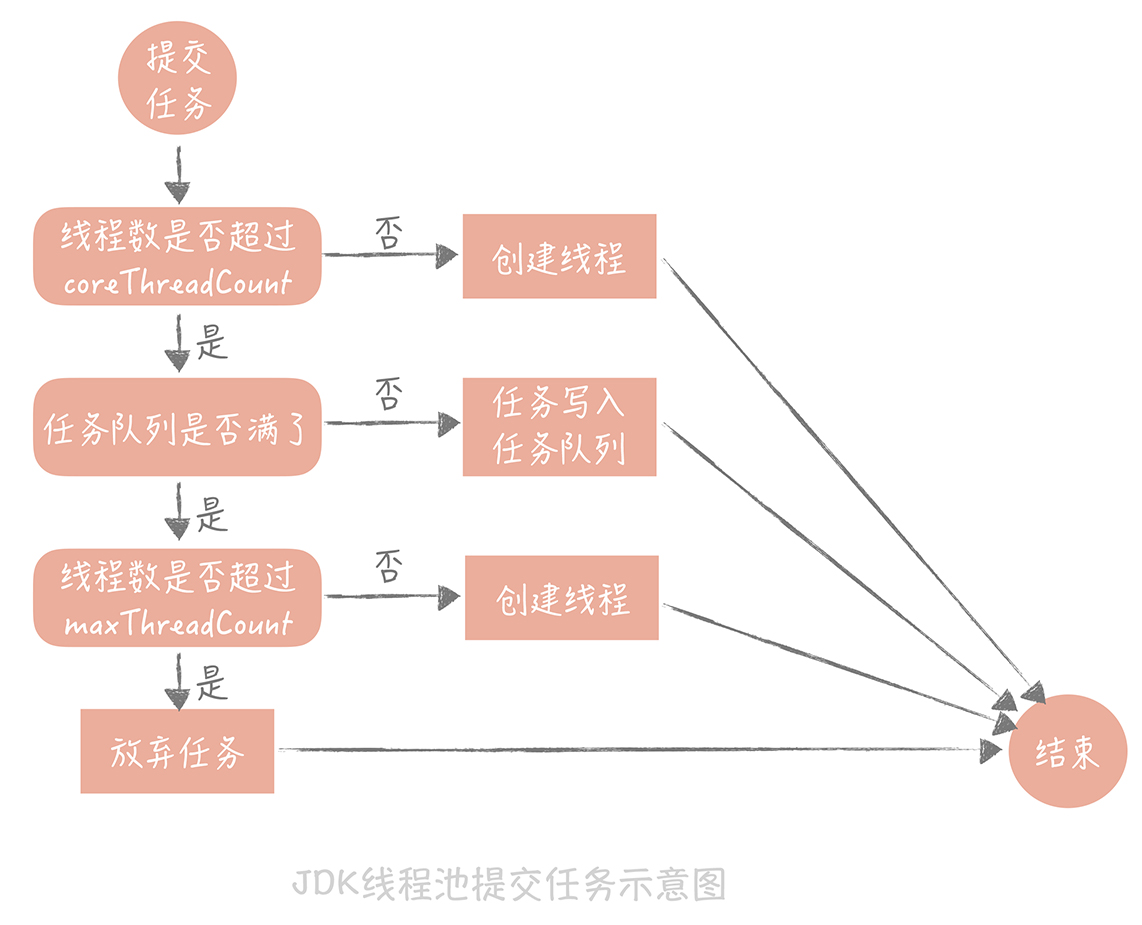 提交
任务
线程数是否超过
coreThreadCount
否
创建线程
是
任务队列是否满了
否
任务写入
任务队列
是
线程数是否超过
maxThreadCount
否
创建线程
是
放弃任务
结束
JDK线程池提交任务示意图